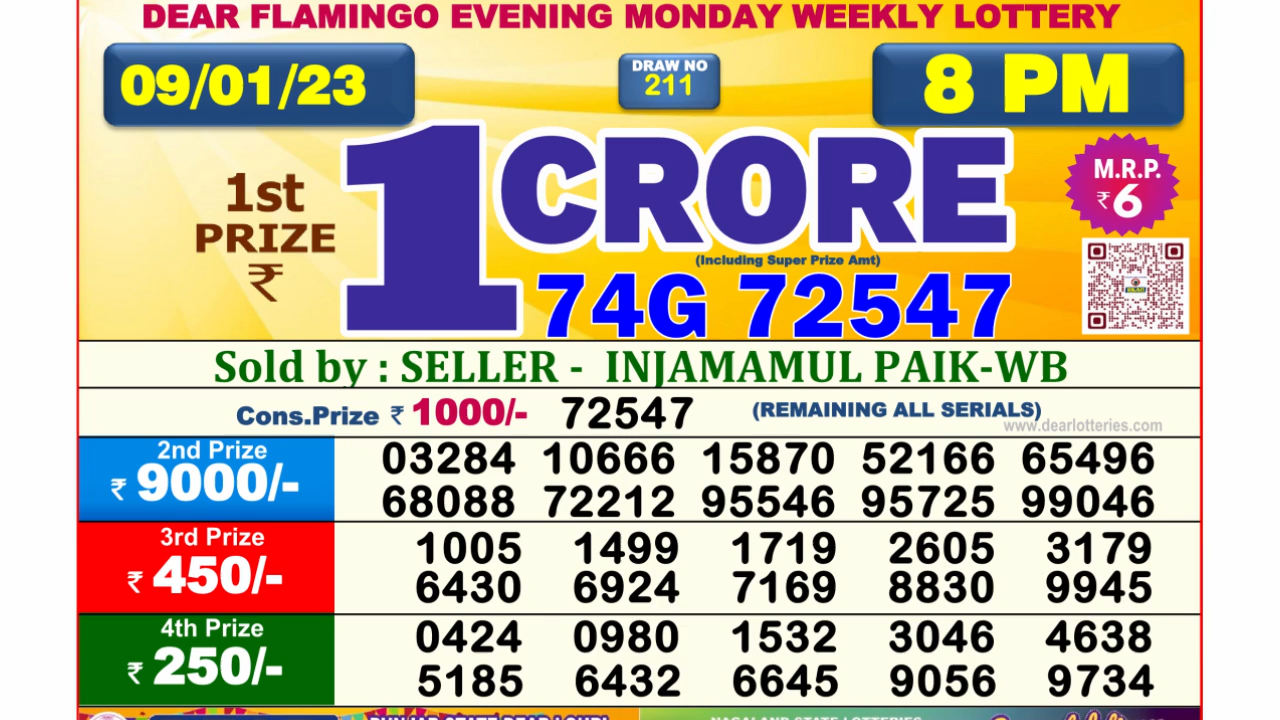 DEAR FLAMINGO EVENING MONDAY WEEKLY LOTTERY
09/01/23
DRAW NO
211
8 PM
1st
PRIZE
₹
1 CRORE
(Including Super Prize Amt)
74G 72547
M.R.P.
₹ 6
Sold by : SELLER - INJAMAMUL PAIK-WB
Cons.Prize ₹ 1000/- 72547 (REMAINING ALL SERIALS)
www.dearlotteries.com
2nd Prize
₹ 9000/-
03284 10666 15870 52166 65496
68088 72212 95546 95725 99046
3rd Prize
₹ 450/-
1005 1499 1719 2605 3179
6430 6924 7169 8830 9945
4th Prize
₹ 250/-
0424 0980 1532 3046 4638
5185 6432 6645 9056 9734
NAGALAND STATE LOTTERIES